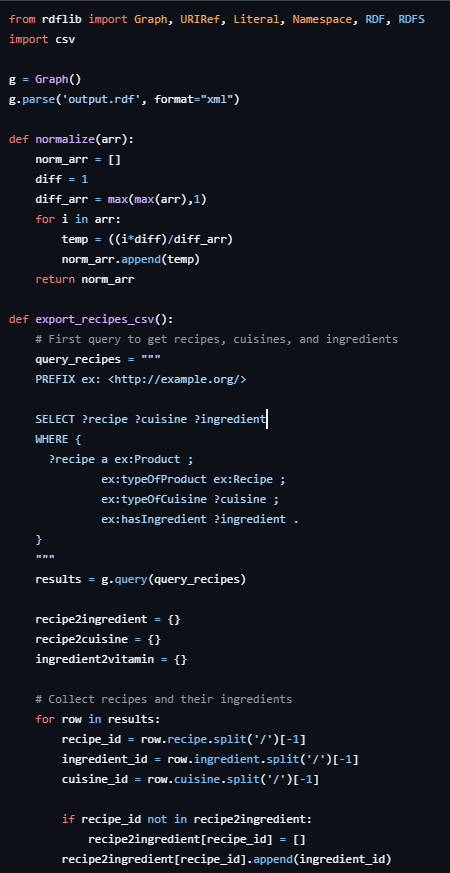 from rdflib import Graph, URIRef, Literal, Namespace, RDF, RDFS
import csv

g = Graph()
g.parse('output.rdf', format="xml")

def normalize(arr):
    norm_arr = []
    diff = 1
    diff_arr = max(max(arr),1)
    for i in arr:
        temp = ((i*diff)/diff_arr)
        norm_arr.append(temp)
    return norm_arr

def export_recipes_csv():
    # First query to get recipes, cuisines, and ingredients
    query_recipes = """
    PREFIX ex: <http://example.org/>

    SELECT ?recipe ?cuisine ?ingredient
    WHERE {
      ?recipe a ex:Product ;
              ex:typeOfProduct ex:Recipe ;
              ex:typeOfCuisine ?cuisine ;
              ex:hasIngredient ?ingredient .
    }
    """
    results = g.query(query_recipes)

    recipe2ingredient = {}
    recipe2cuisine = {}
    ingredient2vitamin = {}

    # Collect recipes and their ingredients
    for row in results:
        recipe_id = row.recipe.split('/')[-1]
        ingredient_id = row.ingredient.split('/')[-1]
        cuisine_id = row.cuisine.split('/')[-1]

        if recipe_id not in recipe2ingredient:
            recipe2ingredient[recipe_id] = []
        recipe2ingredient[recipe_id].append(ingredient_id)